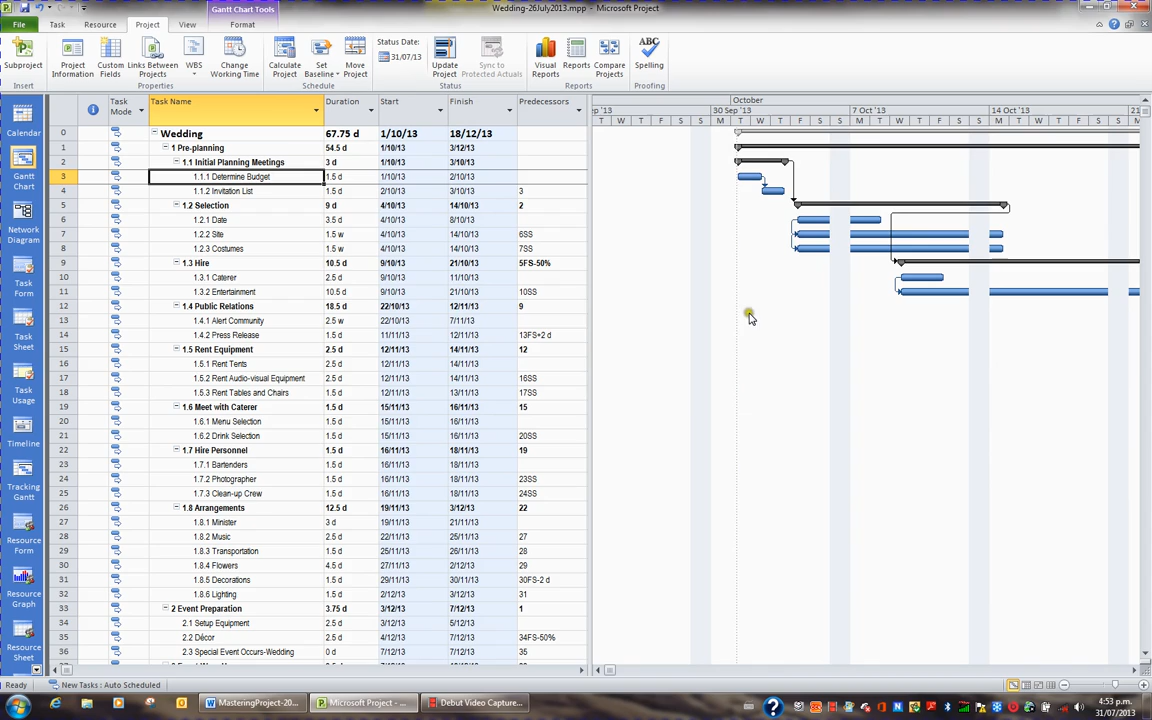 Gantt Chart Tools
Wedding-26July2013.mpp - Microsoft Project
File Task Resource Project View Format
Subproject
Project Information
Custom Fields
Links Between Projects
WBS
Change Working Time
Calculate Project
Set Baseline
Move Project
Status Date:
31/07/13
Update Project
Sync to Protected Actuals
Visual Reports
Reports
Compare Projects
Spelling
Insert Properties Schedule Status Reports Proofing
Task Mode Task Name Duration Start Finish Predecessors
October
30 Sep '13 7 Oct '13 14 Oct '13
T W F S T M W F S T M W F S T
0 Wedding 67.75 d 1/10/13 18/12/13
1 1 Pre-planning 54.5 d 1/10/13 3/12/13
2 1.1 Initial Planning Meetings 3 d 1/10/13 3/10/13
3 1.1.1 Determine Budget 1.5 d 1/10/13 2/10/13
4 1.1.2 Invitation List 1.5 d 2/10/13 3/10/13 3
5 1.2 Selection 9 d 4/10/13 14/10/13 2
6 1.2.1 Date 3.5 d 4/10/13 8/10/13
7 1.2.2 Site 1.5 w 4/10/13 14/10/13 6SS
8 1.2.3 Costumes 1.5 w 4/10/13 14/10/13 7SS
9 1.3 Hire 10.5 d 9/10/13 21/10/13 5FS-50%
10 1.3.1 Caterer 2.5 d 9/10/13 11/10/13
11 1.3.2 Entertainment 10.5 d 9/10/13 21/10/13 10SS
12 1.4 Public Relations 18.5 d 22/10/13 12/11/13 9
13 1.4.1 Alert Community 2.5 w 22/10/13 7/11/13
14 1.4.2 Press Release 1.5 d 11/11/13 12/11/13 13FS+2 d
15 1.5 Rent Equipment 2.5 d 12/11/13 14/11/13 12
16 1.5.1 Rent Tents 2.5 d 12/11/13 14/11/13
17 1.5.2 Rent Audio-visual Equipment 2.5 d 12/11/13 14/11/13 16SS
18 1.5.3 Rent Tables and Chairs 2.5 d 12/11/13 14/11/13 17SS
19 1.6 Meet with Caterer 1.5 d 15/11/13 16/11/13 15
20 1.6.1 Menu Selection 1.5 d 15/11/13 16/11/13
21 1.6.2 Drink Selection 1.5 d 15/11/13 16/11/13 20SS
22 1.7 Hire Personnel 1.5 d 16/11/13 18/11/13 19
23 1.7.1 Bartenders 1.5 d 16/11/13 18/11/13
24 1.7.2 Photographer 1.5 d 16/11/13 18/11/13 23SS
25 1.7.3 Clean-up Crew 1.5 d 16/11/13 18/11/13 24SS
26 1.8 Arrangements 12.5 d 19/11/13 3/12/13 22
27 1.8.1 Minister 3 d 19/11/13 21/11/13
28 1.8.2 Music 2.5 d 22/11/13 25/11/13 27
29 1.8.3 Transportation 1.5 d 25/11/13 26/11/13 28
30 1.8.4 Flowers 4.5 d 27/11/13 2/12/13 29
31 1.8.5 Decorations 1.5 d 29/11/13 30/11/13 30FS-2 d
32 1.8.6 Lighting 1.5 d 2/12/13 3/12/13 31
33 2 Event Preparation 3.75 d 3/12/13 7/12/13 1
34 2.1 Setup Equipment 1.5 d 3/12/13 4/12/13
35 2.2 Décor 1.5 d 4/12/13 7/12/13 34FS-50%
36 2.3 Special Event Occurs-Wedding 0 d 7/12/13 7/12/13 35
Calendar
Gantt Chart
Network Diagram
Task Form
Task Sheet
Task Usage
Timeline
Tracking Gantt
Resource Form
Resource Graph
Resource Sheet
Ready New Tasks : Auto Scheduled
MasteringProject-20... Microsoft Project - ... Debut Video Capture...
4:53 p.m.
31/07/2013